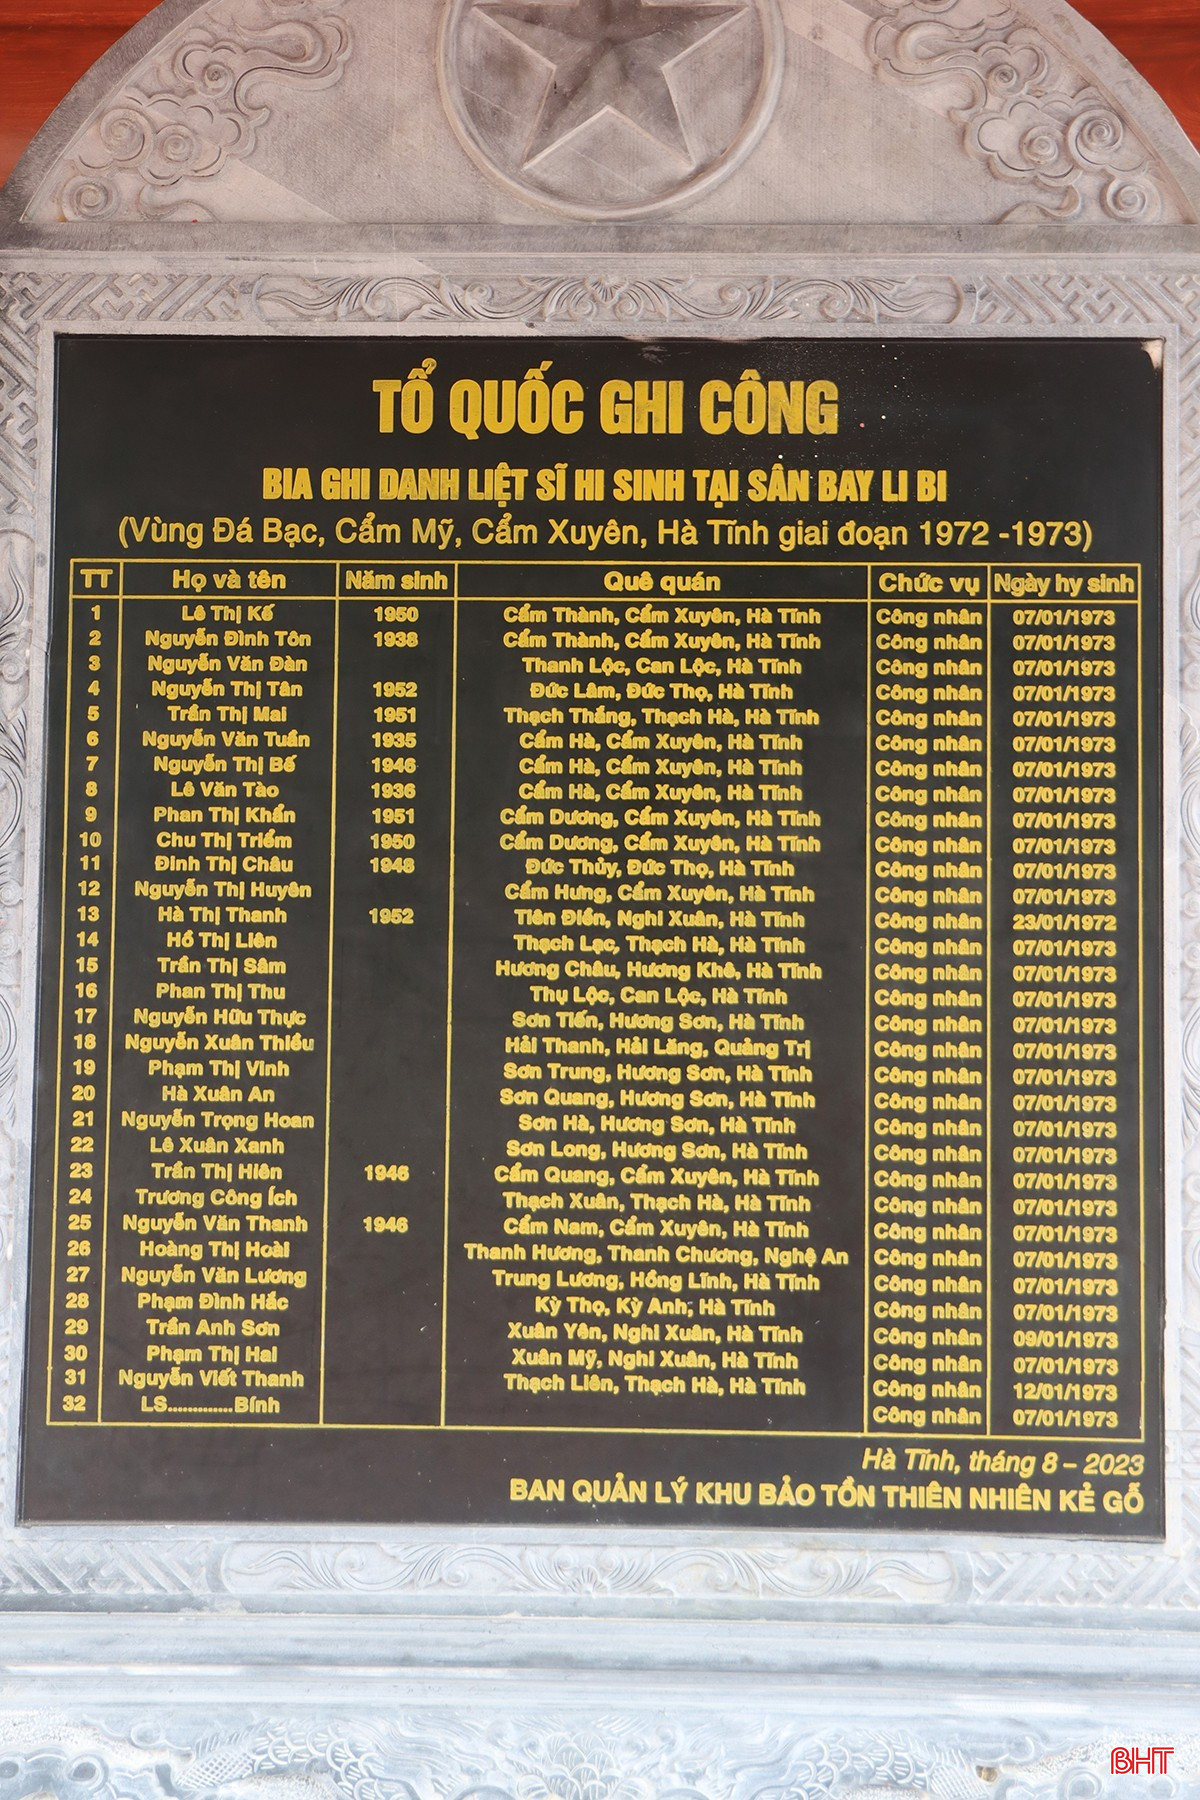 TỔ QUỐC GHI CÔNG
BIA GHI DANH LIỆT SĨ HI SINH TẠI SÂN BAY LI BI
(Vùng Đá Bạc, Cẩm Mỹ, Cẩm Xuyên, Hà Tĩnh giai đoạn 1972 -1973)
TT Họ và tên Năm sinh Quê quán Chức vụ Ngày hy sinh
1 Lê Thị Kế 1950 Cẩm Thành, Cẩm Xuyên, Hà Tĩnh Công nhân 07/01/1973
2 Nguyễn Đình Tôn 1938 Cẩm Thành, Cẩm Xuyên, Hà Tĩnh Công nhân 07/01/1973
3 Nguyễn Văn Đàn Thanh Lộc, Can Lộc, Hà Tĩnh Công nhân 07/01/1973
4 Nguyễn Thị Tân 1952 Đức Lâm, Đức Thọ, Hà Tĩnh Công nhân 07/01/1973
5 Trần Thị Mai 1951 Thạch Thắng, Thạch Hà, Hà Tĩnh Công nhân 07/01/1973
6 Nguyễn Văn Tuần 1935 Cẩm Hà, Cẩm Xuyên, Hà Tĩnh Công nhân 07/01/1973
7 Nguyễn Thị Bế 1946 Cẩm Hà, Cẩm Xuyên, Hà Tĩnh Công nhân 07/01/1973
8 Lê Văn Tào 1936 Cẩm Hà, Cẩm Xuyên, Hà Tĩnh Công nhân 07/01/1973
9 Phan Thị Khẩn 1951 Cẩm Dương, Cẩm Xuyên, Hà Tĩnh Công nhân 07/01/1973
10 Chu Thị Triểm 1950 Cẩm Dương, Cẩm Xuyên, Hà Tĩnh Công nhân 07/01/1973
11 Đinh Thị Châu 1948 Đức Thủy, Đức Thọ, Hà Tĩnh Công nhân 07/01/1973
12 Nguyễn Thị Huyên Cẩm Hưng, Cẩm Xuyên, Hà Tĩnh Công nhân 07/01/1973
13 Hà Thị Thanh 1952 Tiên Điền, Nghi Xuân, Hà Tĩnh Công nhân 23/01/1972
14 Hồ Thị Liên Thạch Lạc, Thạch Hà, Hà Tĩnh Công nhân 07/01/1973
15 Trần Thị Sâm Hương Châu, Hương Khê, Hà Tĩnh Công nhân 07/01/1973
16 Phan Thị Thu Thụ Lộc, Can Lộc, Hà Tĩnh Công nhân 07/01/1973
17 Nguyễn Hữu Thực Sơn Tiến, Hương Sơn, Hà Tĩnh Công nhân 07/01/1973
18 Nguyễn Xuân Thiều Hải Thanh, Hải Lăng, Quảng Trị Công nhân 07/01/1973
19 Phạm Thị Vinh Sơn Trung, Hương Sơn, Hà Tĩnh Công nhân 07/01/1973
20 Hà Xuân An Sơn Quang, Hương Sơn, Hà Tĩnh Công nhân 07/01/1973
21 Nguyễn Trọng Hoan Sơn Hà, Hương Sơn, Hà Tĩnh Công nhân 07/01/1973
22 Lê Xuân Xanh Sơn Long, Hương Sơn, Hà Tĩnh Công nhân 07/01/1973
23 Trần Thị Hiên 1946 Cẩm Quang, Cẩm Xuyên, Hà Tĩnh Công nhân 07/01/1973
24 Trương Công Ích Thạch Xuân, Thạch Hà, Hà Tĩnh Công nhân 07/01/1973
25 Nguyễn Văn Thanh 1946 Cẩm Nam, Cẩm Xuyên, Hà Tĩnh Công nhân 07/01/1973
26 Hoàng Thị Hoài Thanh Hương, Thanh Chương, Nghệ An Công nhân 07/01/1973
27 Nguyễn Văn Lương Trung Lương, Hồng Lĩnh, Hà Tĩnh Công nhân 07/01/1973
28 Phạm Đình Hắc Kỳ Thọ, Kỳ Anh, Hà Tĩnh Công nhân 07/01/1973
29 Trần Anh Sơn Xuân Yên, Nghi Xuân, Hà Tĩnh Công nhân 09/01/1973
30 Phạm Thị Hai Xuân Mỹ, Nghi Xuân, Hà Tĩnh Công nhân 07/01/1973
31 Nguyễn Viết Thanh Thạch Liên, Thạch Hà, Hà Tĩnh Công nhân 12/01/1973
32 LS.............Bính Công nhân 07/01/1973
Hà Tĩnh, tháng 8 – 2023
BAN QUẢN LÝ KHU BẢO TỒN THIÊN NHIÊN KẺ GỖ
BHT